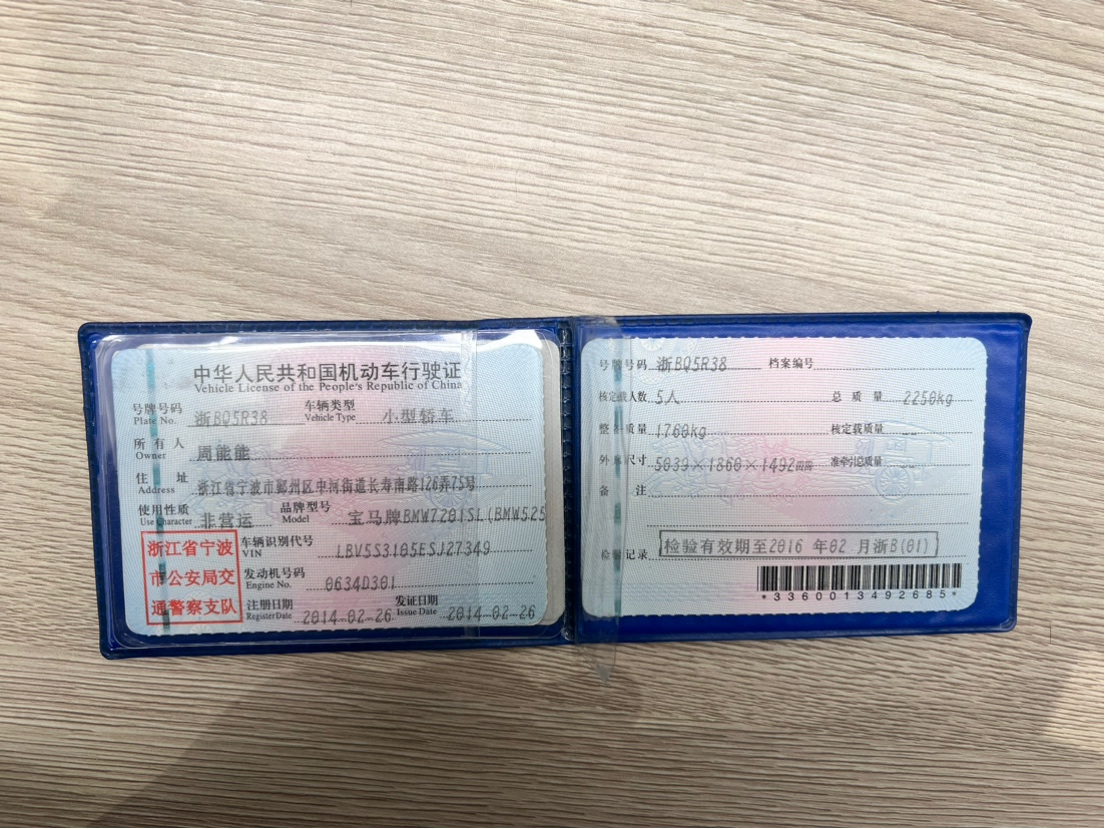 中华人民共和国机动车行驶证
Vehicle License of the People's Republic of China
号牌号码 浙BQ5R38 车辆类型 小型轿车
Plate No. Vehicle Type
所有人 周能能
Owner
住址 浙江省宁波市鄞州区中河街道长寿南路126弄75号
Address
使用性质 非营运 品牌型号 宝马牌BMW7201SL(BMW525
Use Character Model
浙江省宁波
市公安局交
通警察支队
车辆识别代号 LBV5S3105ESJ27349
VIN
发动机号码 0634D301
Engine No.
注册日期 2014-02-26 发证日期 2014-02-26
Register Date Issue Date
号牌号码 浙BQ5R38 档案编号
核定载人数 5人 总质量 2250kg
整备质量 1760kg 核定载质量 --
外廓尺寸 5039×1860×1492mm 准牵引总质量 --
备注
检验记录 检验有效期至2016年02月浙B(01)
*3360013492685*